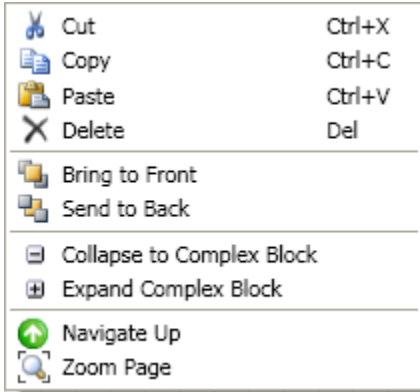 Cut Ctrl+X
Copy Ctrl+C
Paste Ctrl+V
Delete Del
Bring to Front
Send to Back
Collapse to Complex Block
Expand Complex Block
Navigate Up
Zoom Page